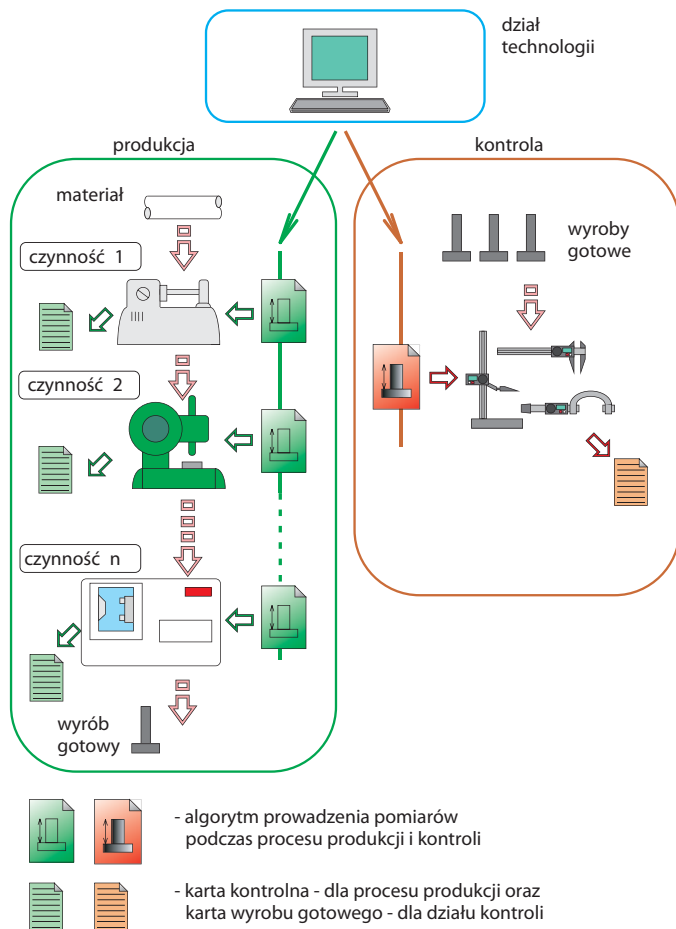 dział
technologii
produkcja
kontrola
materiał
czynność 1
czynność 2
czynność n
wyrób
gotowy
wyroby
gotowe
- algorytm prowadzenia pomiarów
podczas procesu produkcji i kontroli
- karta kontrolna - dla procesu produkcji oraz
karta wyrobu gotowego - dla działu kontroli